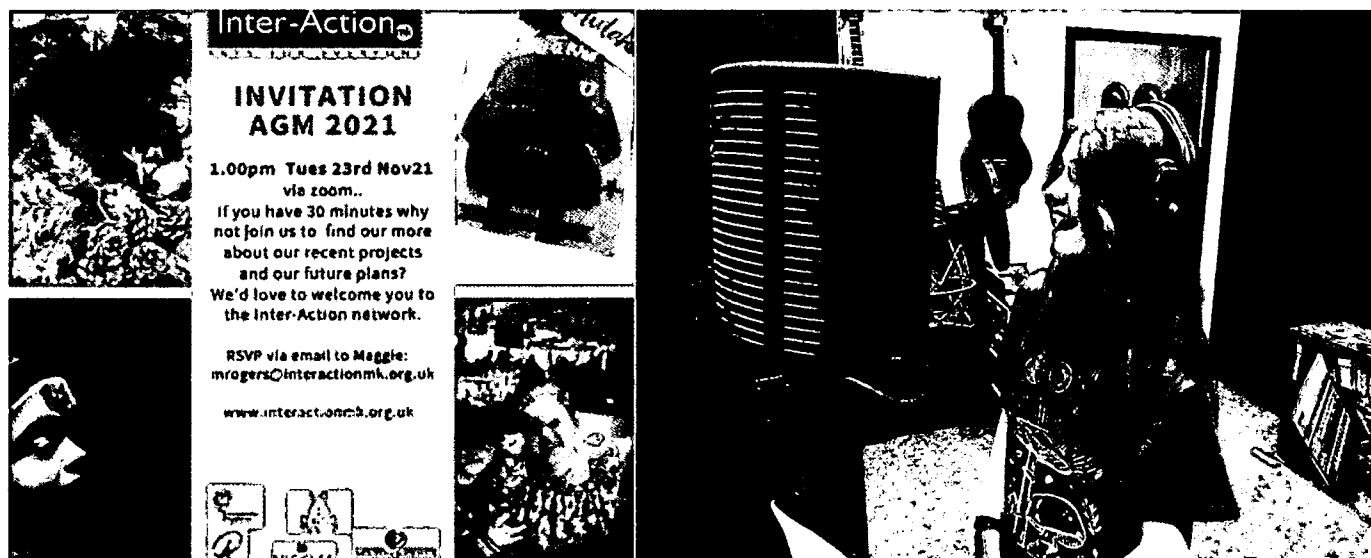 Inter-Action
INVITATION
AGM 2021
1.00pm Tues 23rd Nov21
via zoom..
If you have 30 minutes why
not join us to find our more
about our recent projects
and our future plans?
We'd love to welcome you to
the Inter-Action network.
RSVP via email to Maggie:
mrogers@interactionmk.org.uk
www.interactionmk.org.uk